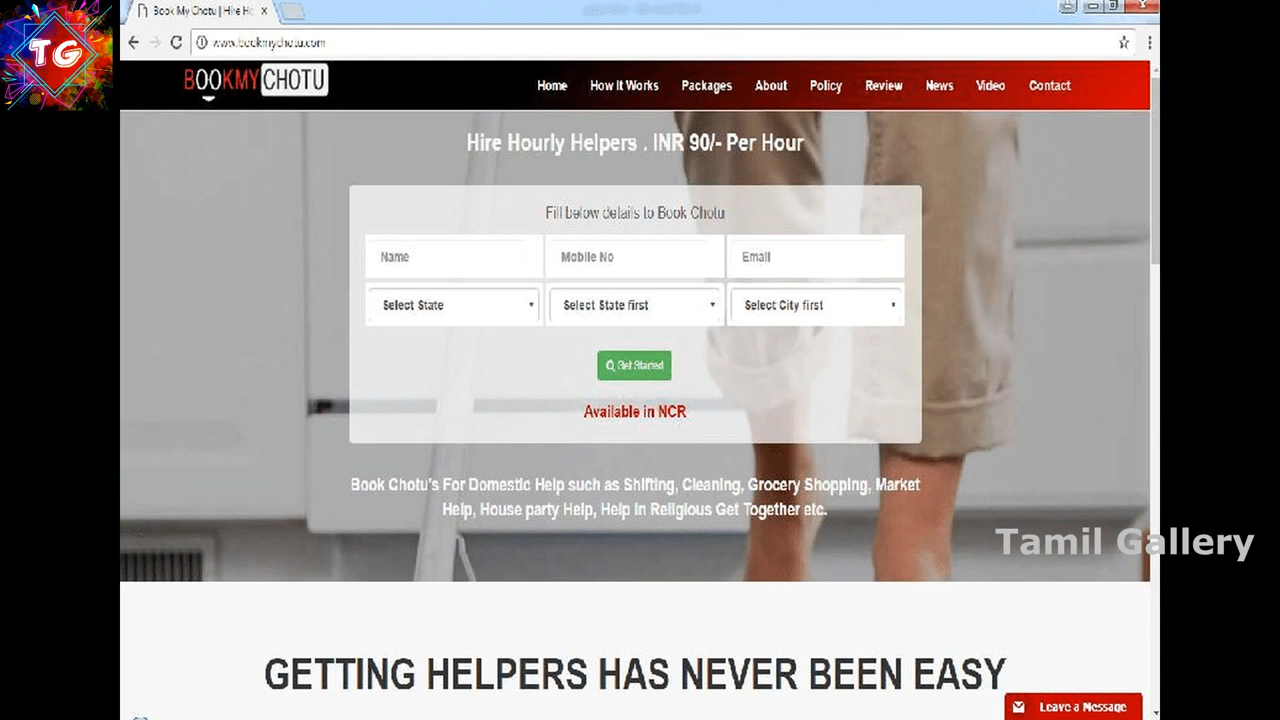 TG
Book My Chotu | Hire Ho
www.bookmychotu.com
BOOKMYCHOTU
Home How It Works Packages About Policy Review News Video Contact
Hire Hourly Helpers . INR 90/- Per Hour
Fill below details to Book Chotu
Name Mobile No Email
Select State Select State first Select City first
Get Started
Available in NCR
Book Chotu's For Domestic Help such as Shifting, Cleaning, Grocery Shopping, Market
Help, House party Help, Help in Religious Get Together etc.
Tamil Gallery
GETTING HELPERS HAS NEVER BEEN EASY
Leave a Message